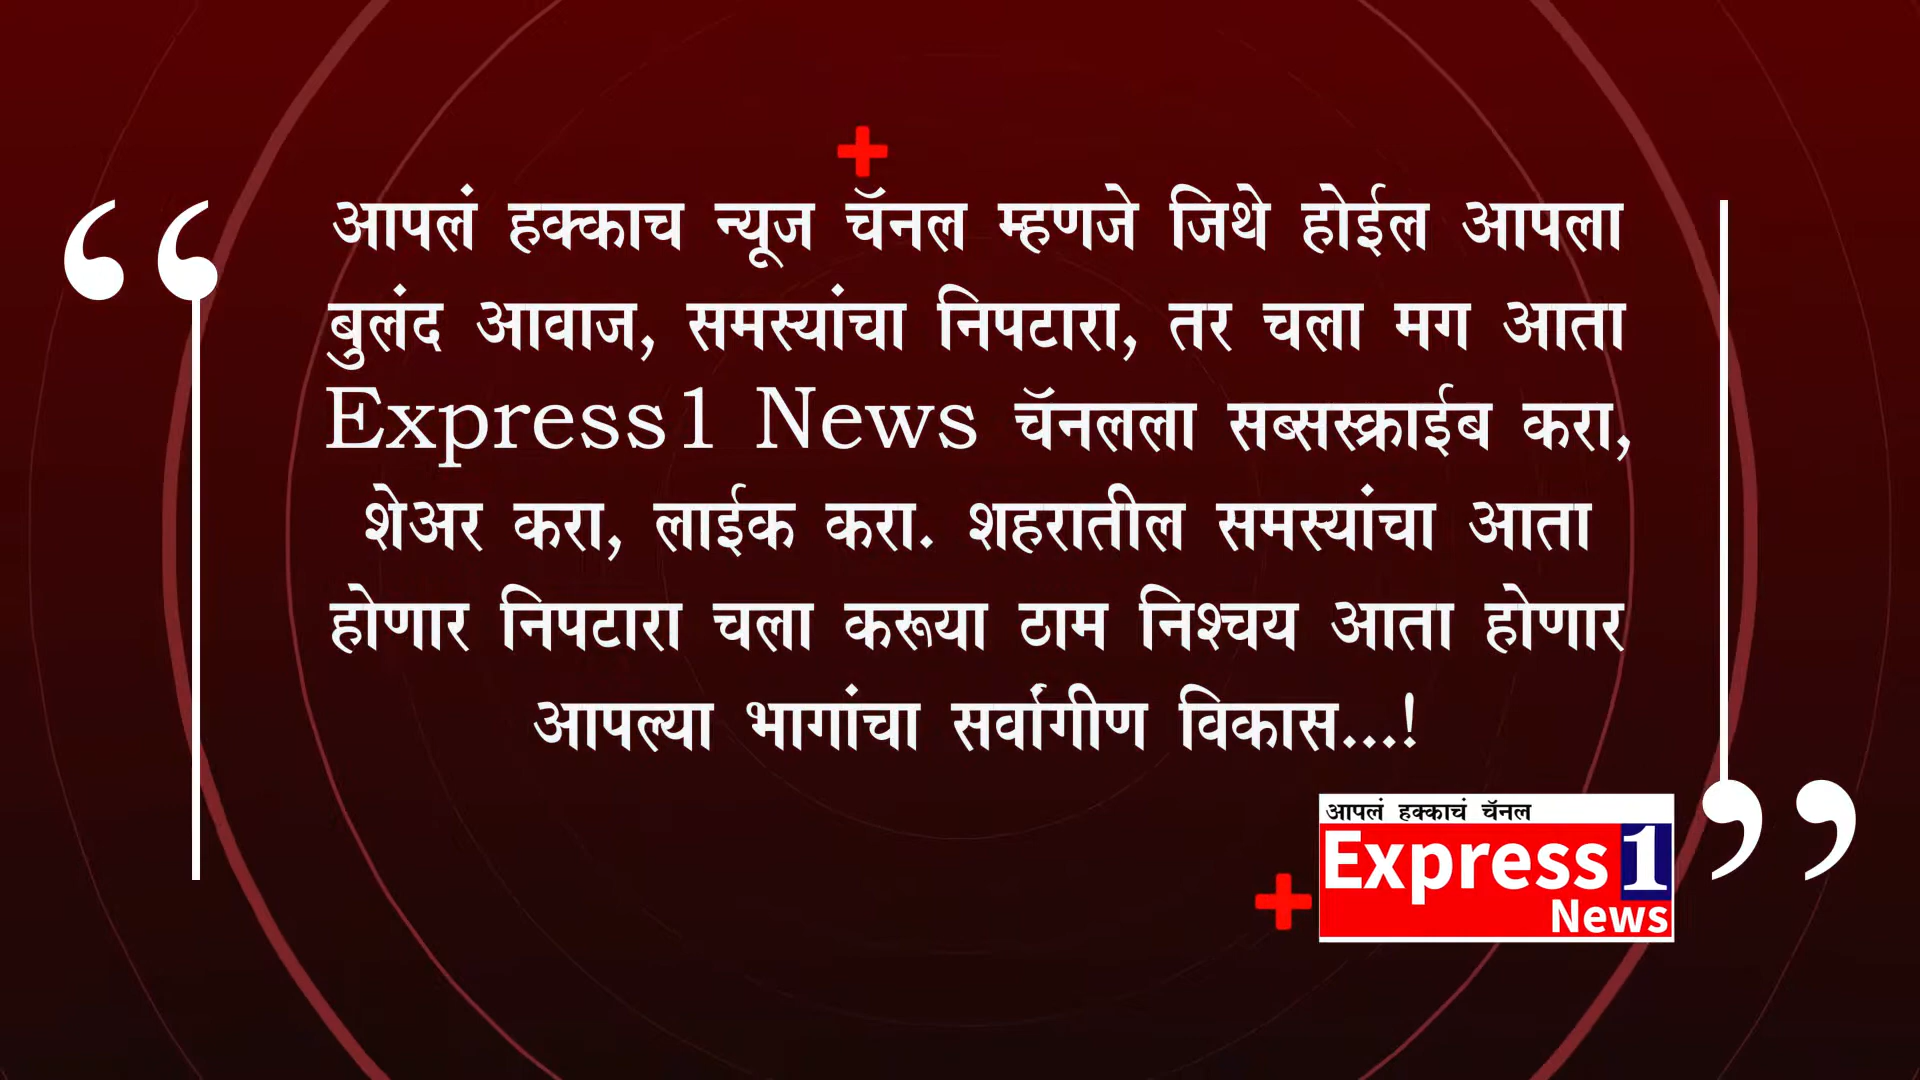 आपलं हक्काच न्यूज चॅनल म्हणजे जिथे होईल आपला
बुलंद आवाज, समस्यांचा निपटारा, तर चला मग आता
Express1 News चॅनलला सब्सस्क्राईब करा,
शेअर करा, लाईक करा. शहरातील समस्यांचा आता
होणार निपटारा चला करूया ठाम निश्चय आता होणार
आपल्या भागांचा सर्वांगीण विकास...!
आपलं हक्काचं चॅनल
Express1
News